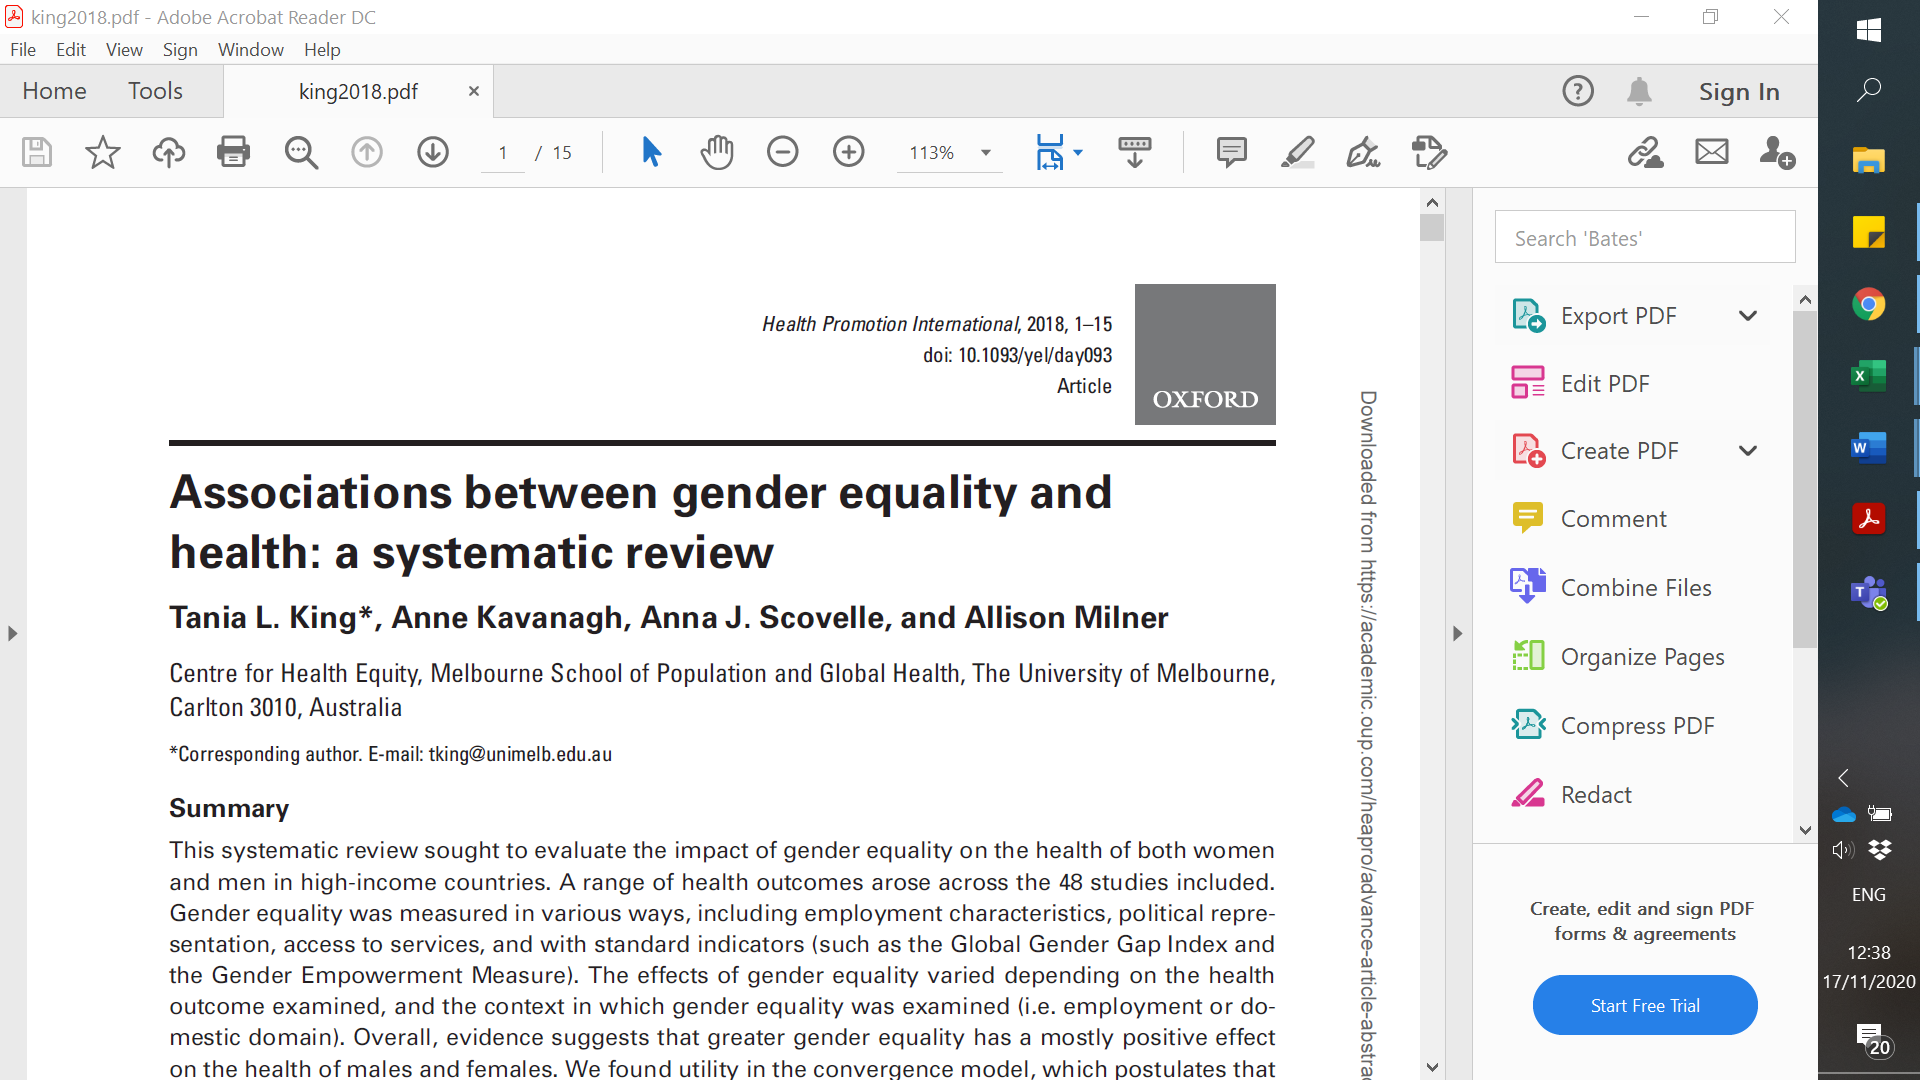 king2018.pdf - Adobe Acrobat Reader DC
File Edit View Sign Window Help
Home Tools king2018.pdf × Sign In
1 / 15 113%
Health Promotion International, 2018, 1–15
doi: 10.1093/yel/day093
Article
OXFORD
Associations between gender equality and
health: a systematic review
Tania L. King*, Anne Kavanagh, Anna J. Scovelle, and Allison Milner
Centre for Health Equity, Melbourne School of Population and Global Health, The University of Melbourne,
Carlton 3010, Australia
*Corresponding author. E-mail: tking@unimelb.edu.au
Summary
This systematic review sought to evaluate the impact of gender equality on the health of both women
and men in high-income countries. A range of health outcomes arose across the 48 studies included.
Gender equality was measured in various ways, including employment characteristics, political repre-
sentation, access to services, and with standard indicators (such as the Global Gender Gap Index and
the Gender Empowerment Measure). The effects of gender equality varied depending on the health
outcome examined, and the context in which gender equality was examined (i.e. employment or do-
mestic domain). Overall, evidence suggests that greater gender equality has a mostly positive effect
on the health of males and females. We found utility in the convergence model, which postulates that
Downloaded from https://academic.oup.com/heapro/advance-article-abstra
Search 'Bates'
Export PDF
Edit PDF
Create PDF
Comment
Combine Files
Organize Pages
Compress PDF
Redact
Create, edit and sign PDF
forms & agreements
Start Free Trial
ENG
12:38
17/11/2020
20